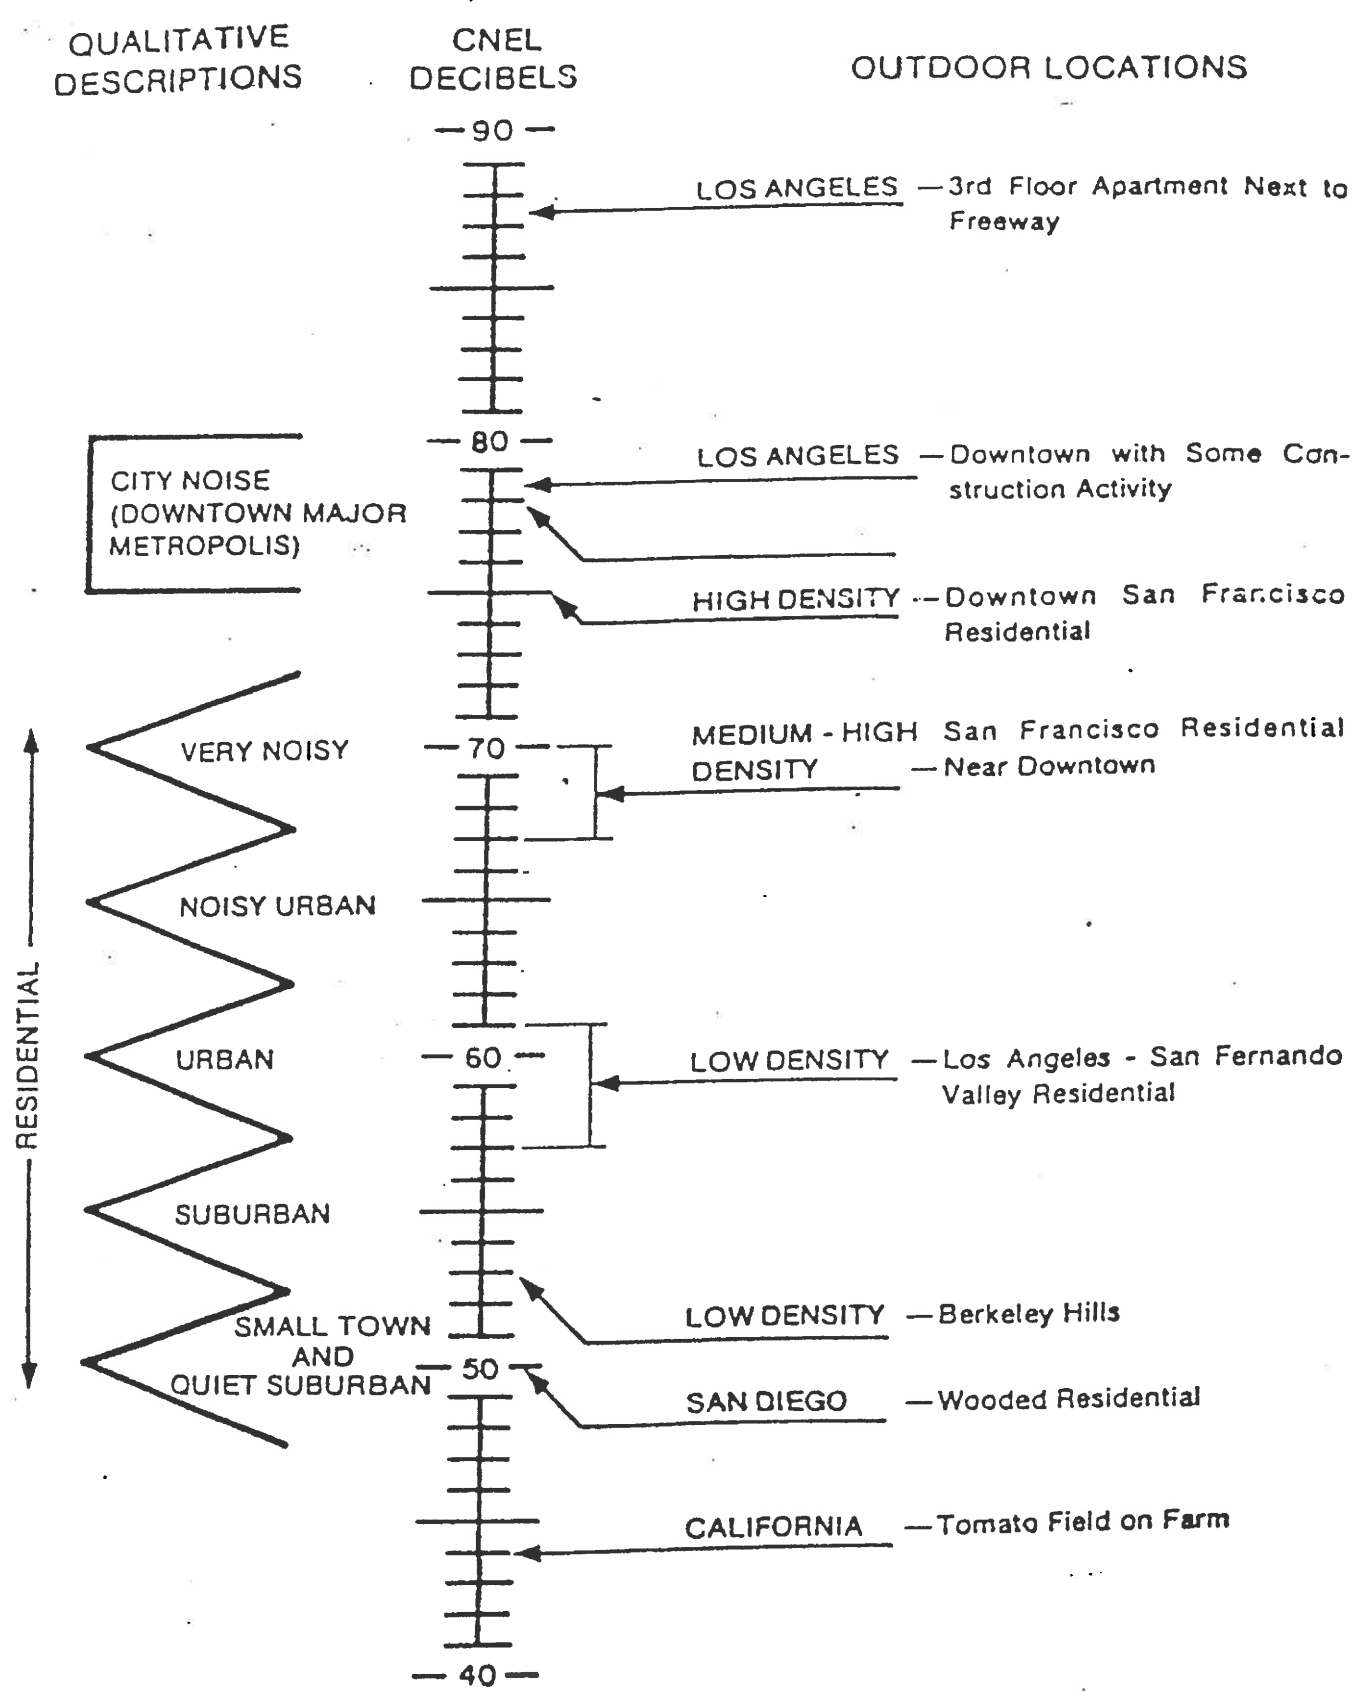 QUALITATIVE
DESCRIPTIONS
CNEL
DECIBELS
OUTDOOR LOCATIONS
90
LOS ANGELES — 3rd Floor Apartment Next to
Freeway
80
LOS ANGELES — Downtown with Some Con-
struction Activity
CITY NOISE
(DOWNTOWN MAJOR
METROPOLIS)
HIGH DENSITY — Downtown San Francisco
Residential
VERY NOISY
70
MEDIUM - HIGH San Francisco Residential
DENSITY — Near Downtown
NOISY URBAN
RESIDENTIAL
URBAN
60
LOW DENSITY — Los Angeles - San Fernando
Valley Residential
SUBURBAN
LOW DENSITY — Berkeley Hills
SMALL TOWN
AND
QUIET SUBURBAN
50
SAN DIEGO — Wooded Residential
CALIFORNIA — Tomato Field on Farm
40